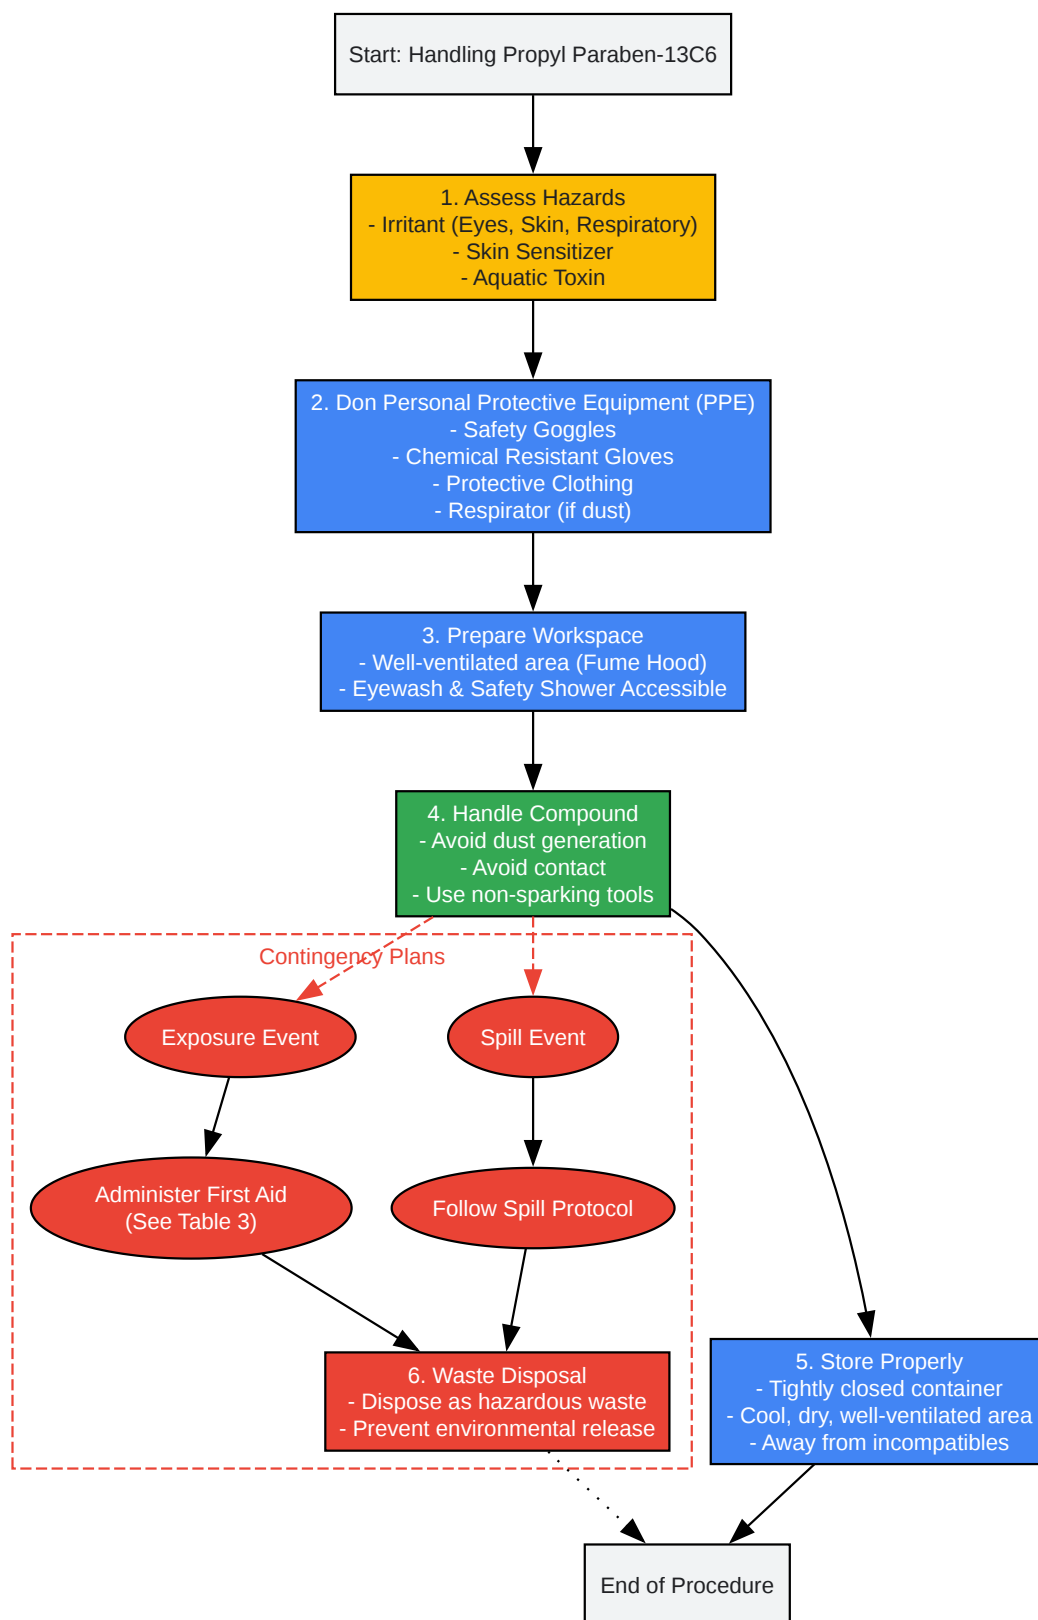 Start: Handling Propyl Paraben-13C6
1. Assess Hazards
- Irritant (Eyes, Skin, Respiratory)
- Skin Sensitizer
- Aquatic Toxin
2. Don Personal Protective Equipment (PPE)
- Safety Goggles
- Chemical Resistant Gloves
- Protective Clothing
- Respirator (if dust)
3. Prepare Workspace
- Well-ventilated area (Fume Hood)
- Eyewash & Safety Shower Accessible
4. Handle Compound
- Avoid dust generation
- Avoid contact
- Use non-sparking tools
Contingency Plans
Exposure Event
Spill Event
Administer First Aid
(See Table 3)
Follow Spill Protocol
6. Waste Disposal
- Dispose as hazardous waste
- Prevent environmental release
5. Store Properly
- Tightly closed container
- Cool, dry, well-ventilated area
- Away from incompatibles
End of Procedure